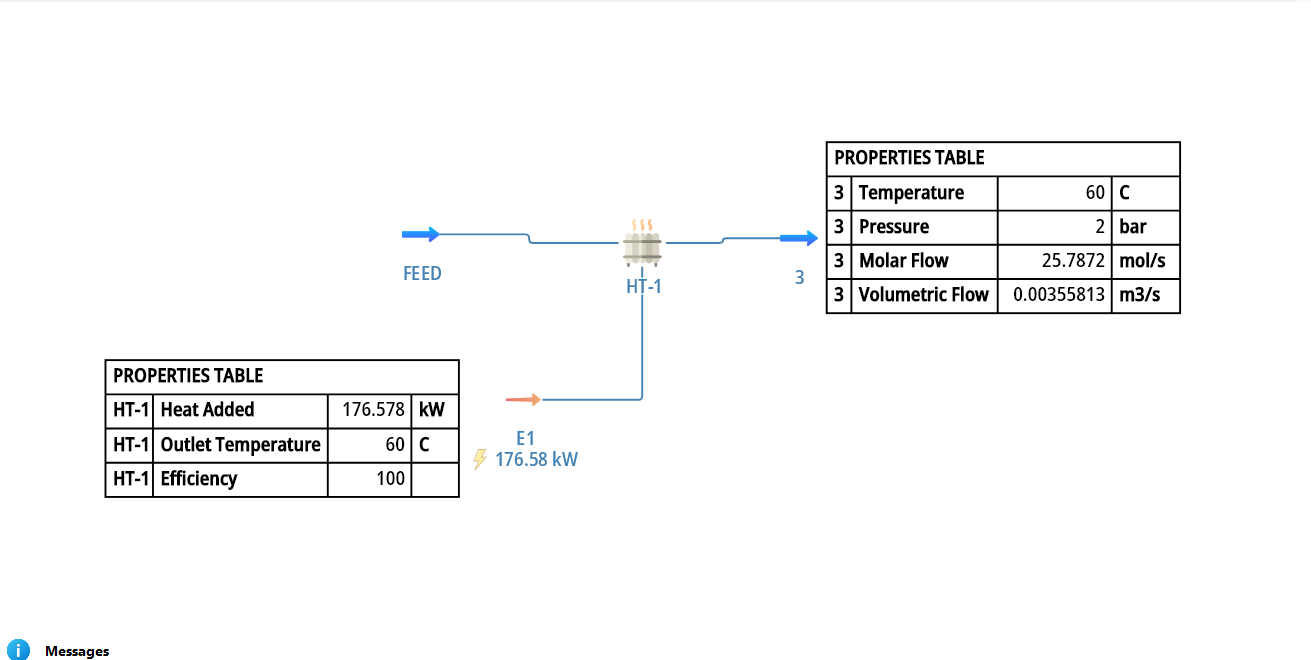 PROPERTIES TABLE
3 Temperature 60 C
3 Pressure 2 bar
3 Molar Flow 25.7872 mol/s
3 Volumetric Flow 0.00355813 m3/s
FEED
HT-1
3
PROPERTIES TABLE
HT-1 Heat Added 176.578 kW
HT-1 Outlet Temperature 60 C
HT-1 Efficiency 100
E1
176.58 kW
Messages